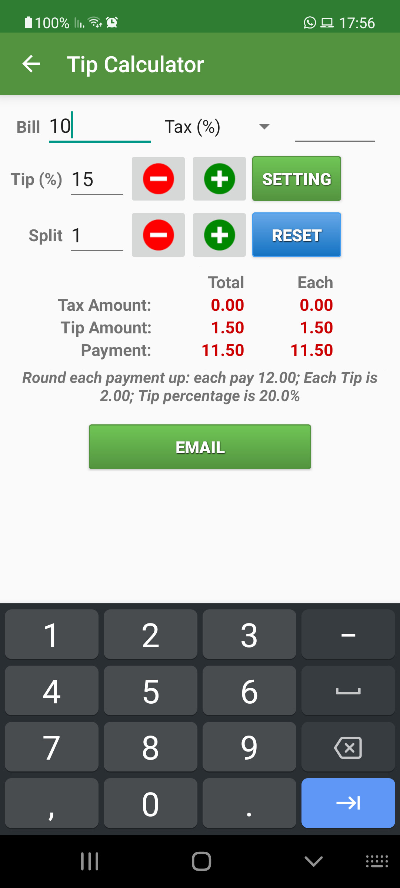 100% 17:56
Tip Calculator
Bill 10 Tax (%)
Tip (%) 15 SETTING
Split 1 RESET
Total Each
Tax Amount: 0.00 0.00
Tip Amount: 1.50 1.50
Payment: 11.50 11.50
Round each payment up: each pay 12.00; Each Tip is
2.00; Tip percentage is 20.0%
EMAIL
1 2 3 –
4 5 6
7 8 9
, 0 .